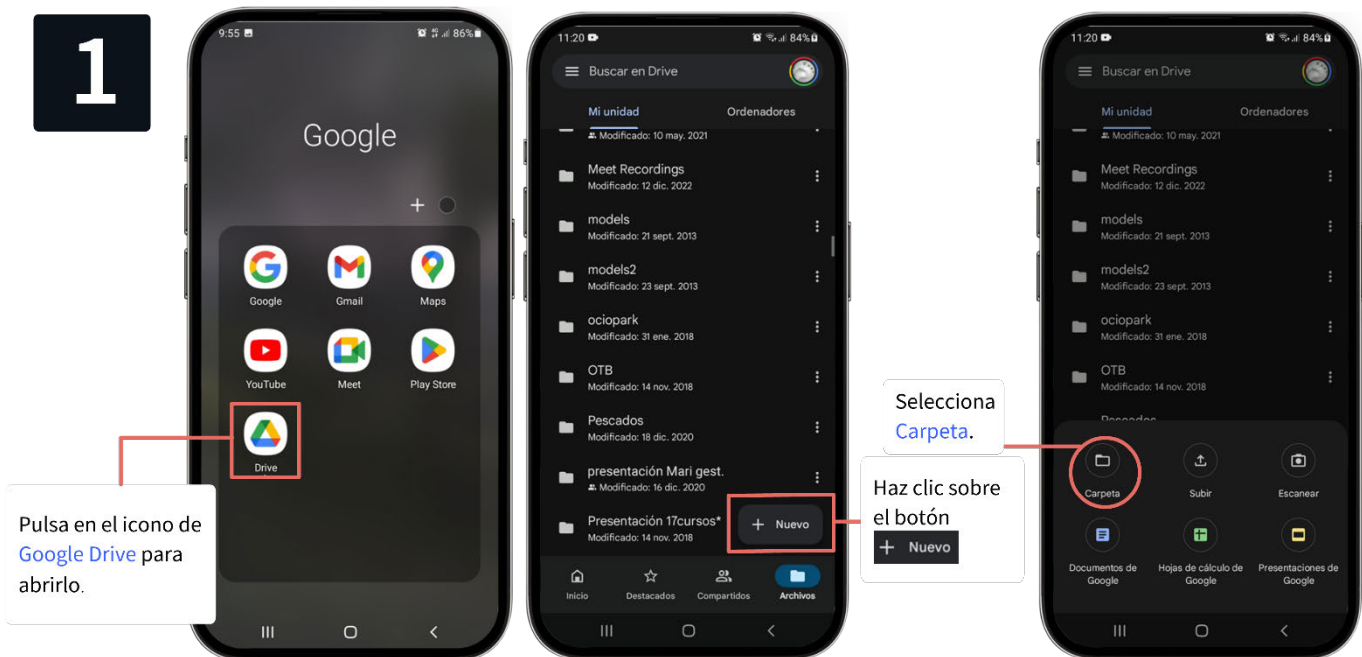 1
9:55
86%
Google
+
Google
Gmail
Maps
YouTube
Meet
Play Store
Drive
Pulsa en el icono de
Google Drive para
abrirlo.
11:20
84%
Buscar en Drive
Mi unidad
Ordenadores
Modificado: 10 may. 2021
Meet Recordings
Modificado: 12 dic. 2022
models
Modificado: 21 sept. 2013
models2
Modificado: 23 sept. 2013
ociopark
Modificado: 31 ene. 2018
OTB
Modificado: 14 nov. 2018
Pescados
Modificado: 18 dic. 2020
presentación Mari gest.
Modificado: 16 dic. 2020
Presentación 17cursos*
Modificado: 14 nov. 2018
+ Nuevo
Inicio
Destacados
Compartidos
Archivos
Selecciona
Carpeta.
Haz clic sobre
el botón
+ Nuevo
11:20
84%
Buscar en Drive
Mi unidad
Ordenadores
Modificado: 10 may. 2021
Meet Recordings
Modificado: 12 dic. 2022
models
Modificado: 21 sept. 2013
models2
Modificado: 23 sept. 2013
ociopark
Modificado: 31 ene. 2018
OTB
Modificado: 14 nov. 2018
Pescados
Carpeta
Subir
Escanear
Documentos de
Google
Hojas de cálculo de
Google
Presentaciones de
Google